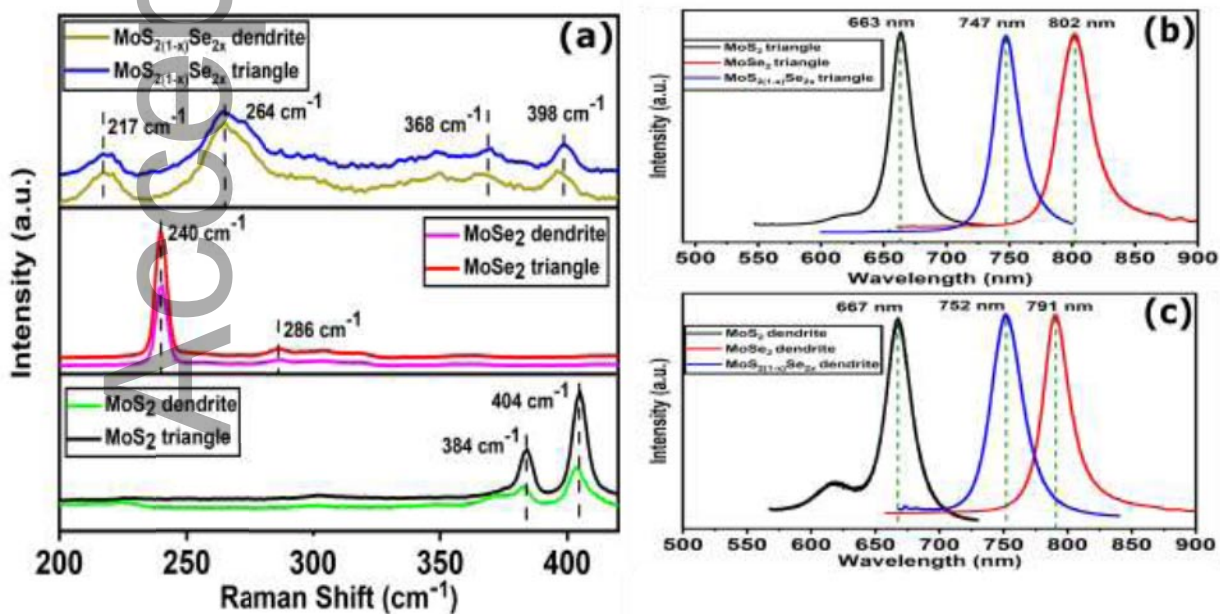 Accept
(a)
MoS2(1-x)Se2x dendrite
MoS2(1-x)Se2x triangle
217 cm-1
264 cm-1
368 cm-1
398 cm-1
240 cm-1
286 cm-1
MoSe2 dendrite
MoSe2 triangle
MoS2 dendrite
MoS2 triangle
384 cm-1
404 cm-1
Intensity (a.u.)
200 250 300 350 400
Raman Shift (cm-1)
(b)
663 nm 747 nm 802 nm
MoS2 triangle
MoSe2 triangle
MoS2(1-x)Se2x triangle
Intensity (a.u.)
500 550 600 650 700 750 800 850 900
Wavelength (nm)
(c)
667 nm 752 nm 791 nm
MoS2 dendrite
MoSe2 dendrite
MoS2(1-x)Se2x dendrite
Intensity (a.u.)
500 550 600 650 700 750 800 850 900
Wavelength (nm)